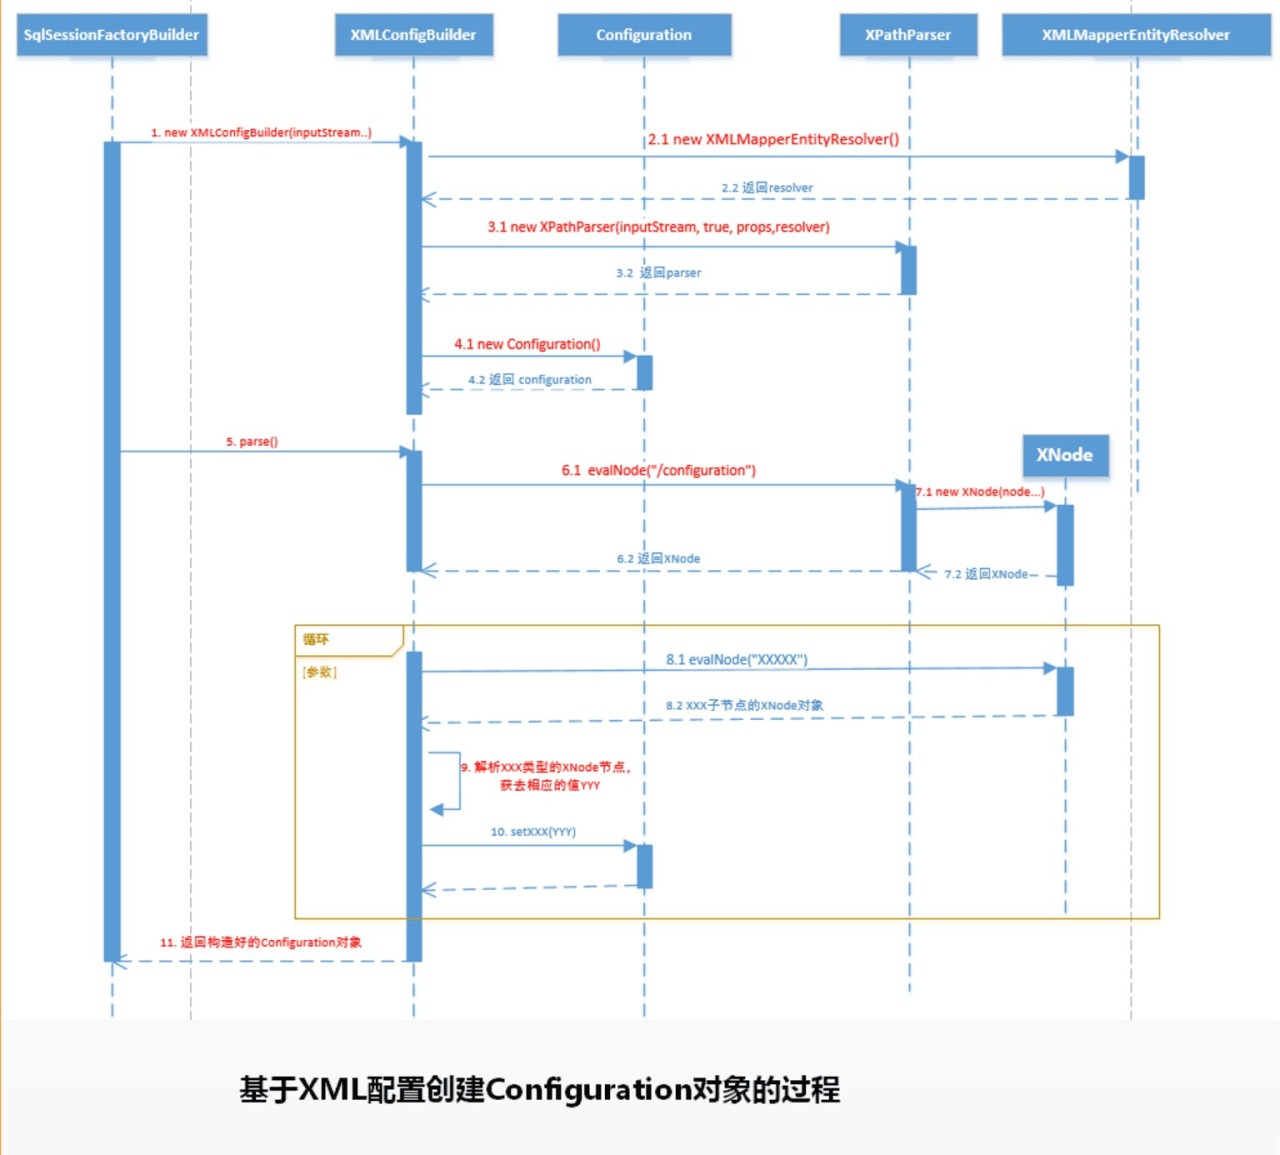 SqlSessionFactoryBuilder
XMLConfigBuilder
Configuration
XPathParser
XMLMapperEntityResolver
1. new XMLConfigBuilder(inputStream..)
2.1 new XMLMapperEntityResolver()
2.2 返回resolver
3.1 new XPathParser(inputStream, true, props,resolver)
3.2 返回parser
4.1 new Configuration()
4.2 返回 configuration
5. parse()
XNode
6.1 evalNode("/configuration")
7.1 new XNode(node...)
6.2 返回XNode
7.2 返回XNode
循环
[参数]
8.1 evalNode("XXXXX")
8.2 XXX子节点的XNode对象
9. 解析XXX类型的XNode节点,
获去相应的值YYY
10. setXXX(YYY)
11. 返回构造好的Configuration对象
基于XML配置创建Configuration对象的过程